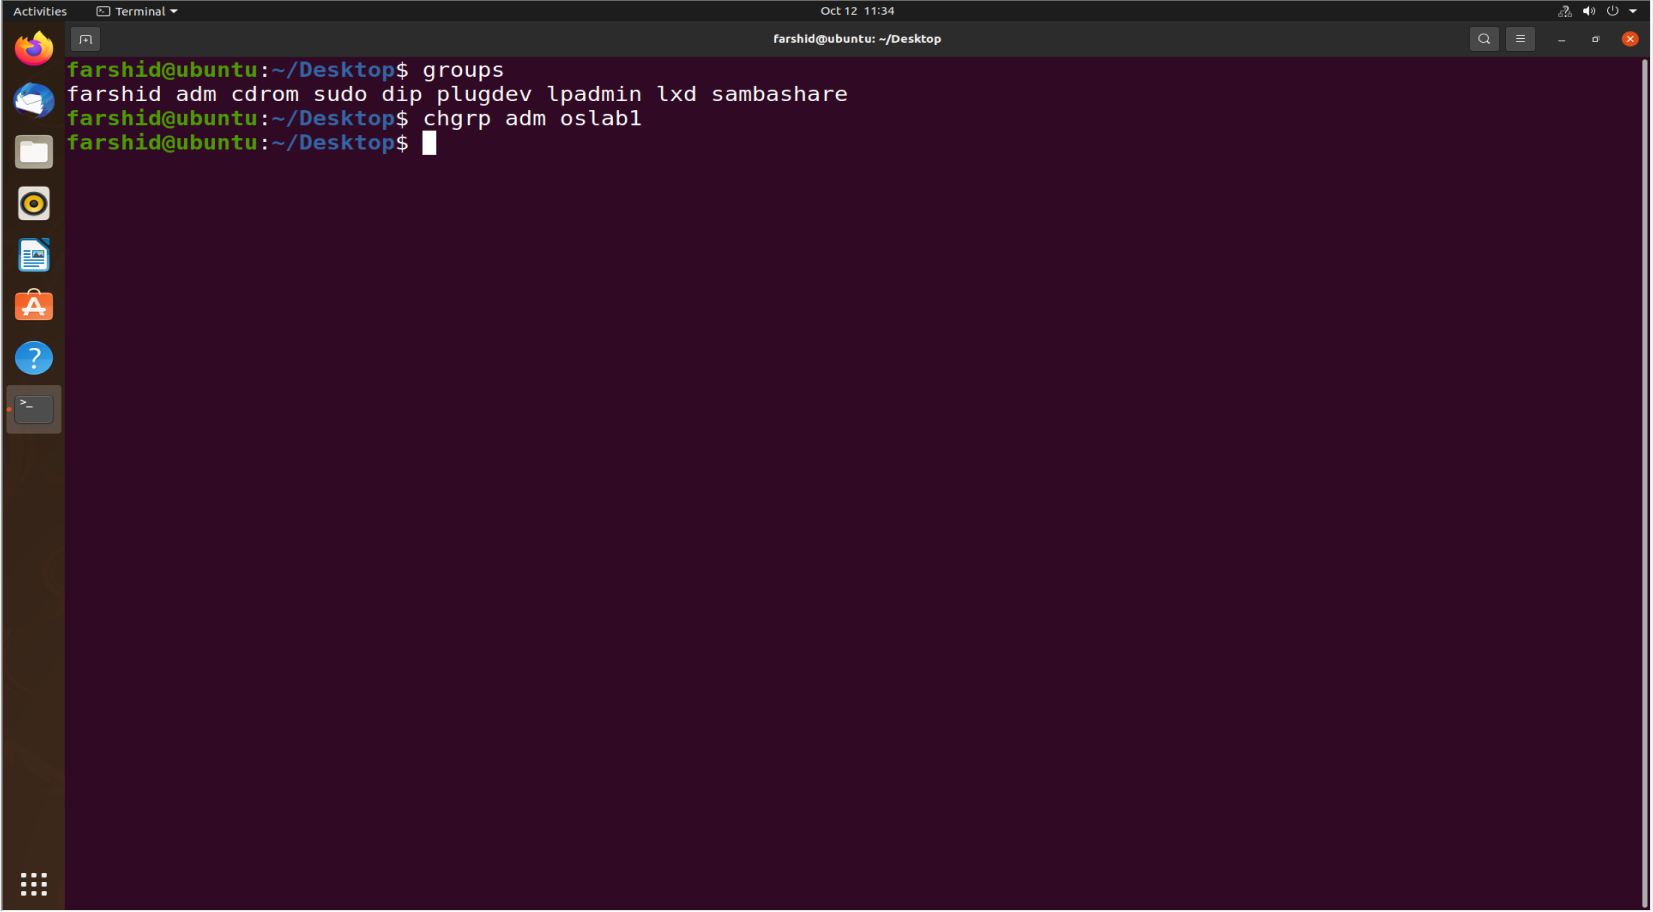 Activities Terminal Oct 12 11:34
farshid@ubuntu: ~/Desktop
farshid@ubuntu:~/Desktop$ groups
farshid adm cdrom sudo dip plugdev lpadmin lxd sambashare
farshid@ubuntu:~/Desktop$ chgrp adm oslab1
farshid@ubuntu:~/Desktop$